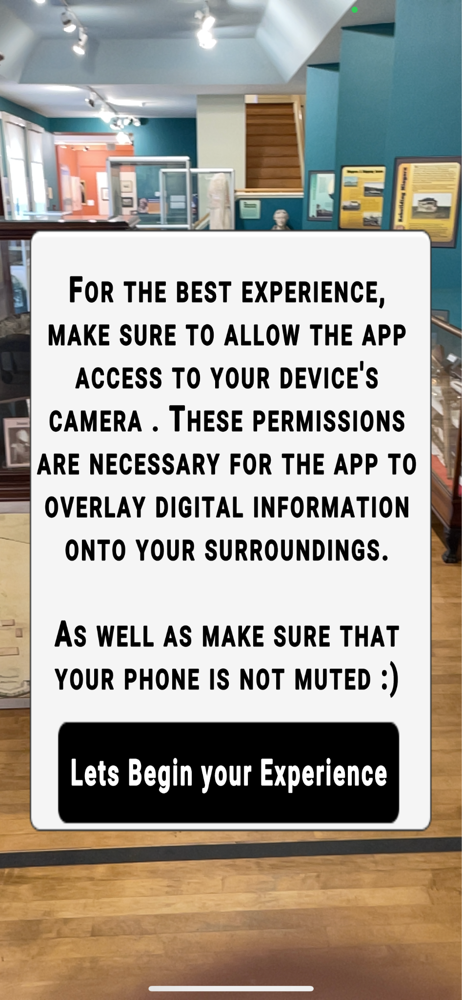 Rebuilding Niagara
For the best experience,
make sure to allow the app
access to your device's
camera . These permissions
are necessary for the app to
overlay digital information
onto your surroundings.
As well as make sure that
your phone is not muted :)
Lets Begin your Experience